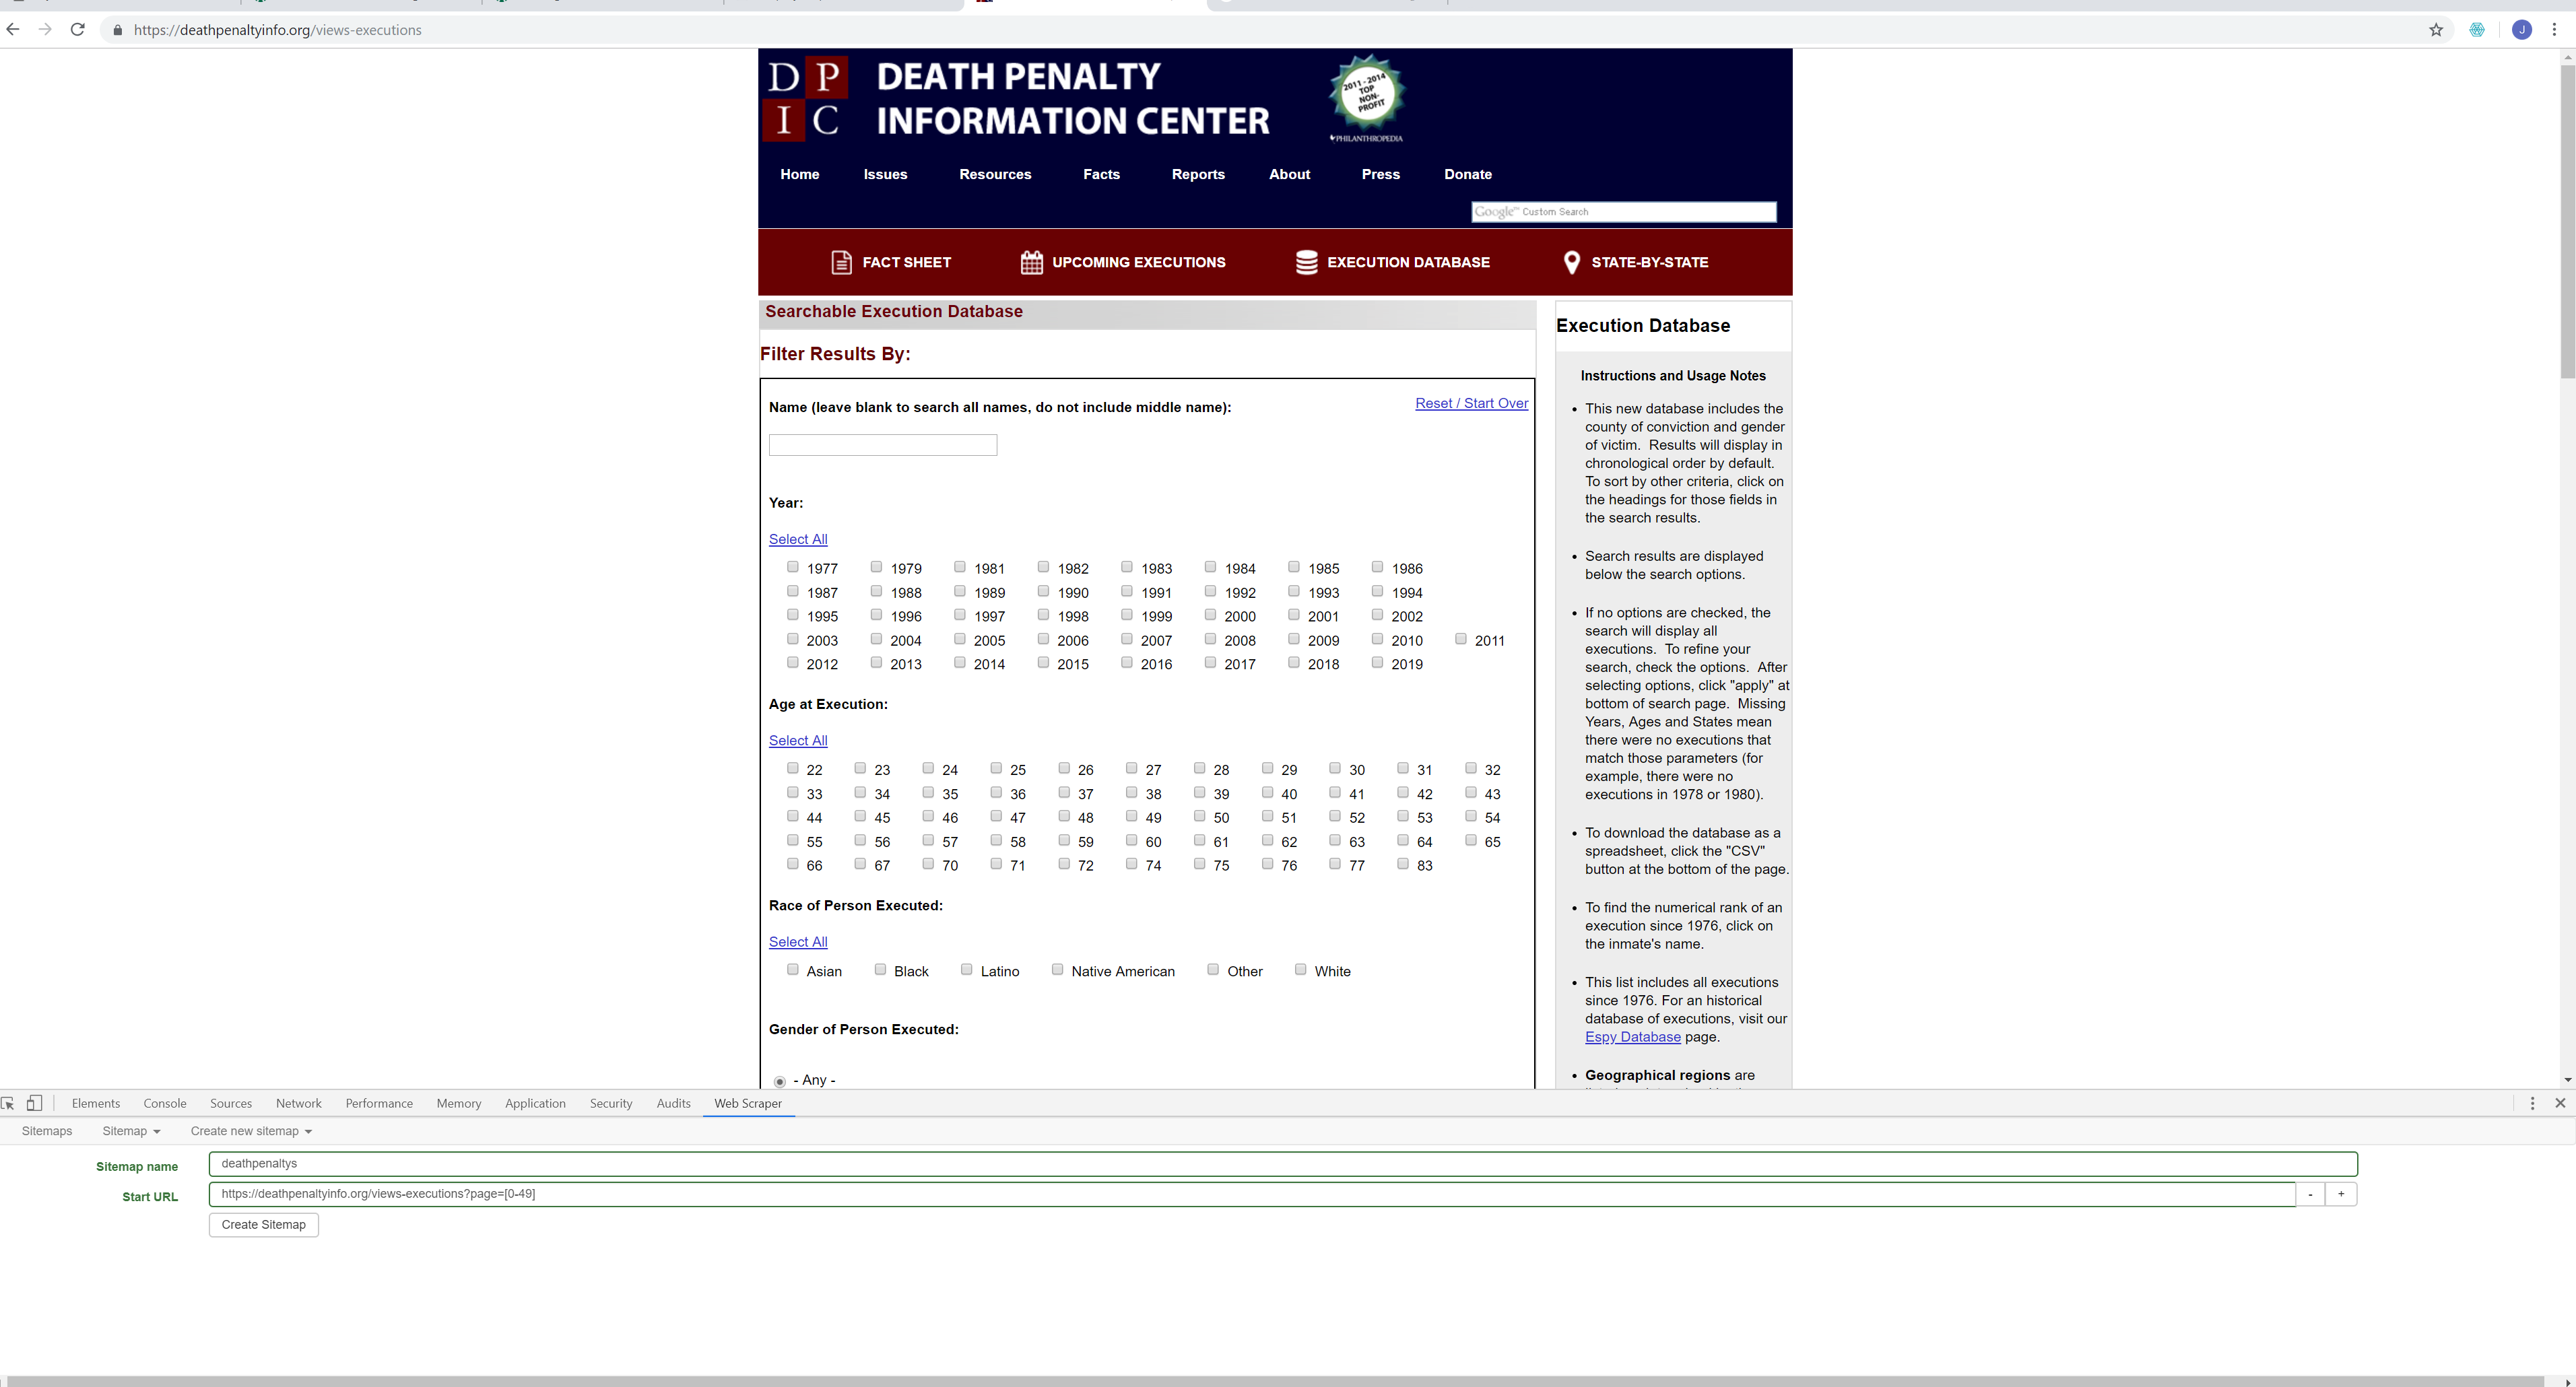 https://deathpenaltyinfo.org/views-executions
J
D P
I C
DEATH PENALTY
INFORMATION CENTER
2011 - 2014
TOP
NON-
PROFIT
PHILANTHROPEDIA
Home Issues Resources Facts Reports About Press Donate
Google™ Custom Search
FACT SHEET UPCOMING EXECUTIONS EXECUTION DATABASE STATE-BY-STATE
Searchable Execution Database
Filter Results By:
Name (leave blank to search all names, do not include middle name):
Reset / Start Over
Year:
Select All
1977 1979 1981 1982 1983 1984 1985 1986
1987 1988 1989 1990 1991 1992 1993 1994
1995 1996 1997 1998 1999 2000 2001 2002
2003 2004 2005 2006 2007 2008 2009 2010 2011
2012 2013 2014 2015 2016 2017 2018 2019
Age at Execution:
Select All
22 23 24 25 26 27 28 29 30 31 32
33 34 35 36 37 38 39 40 41 42 43
44 45 46 47 48 49 50 51 52 53 54
55 56 57 58 59 60 61 62 63 64 65
66 67 70 71 72 74 75 76 77 83
Race of Person Executed:
Select All
Asian Black Latino Native American Other White
Gender of Person Executed:
- Any -
Execution Database
Instructions and Usage Notes
• This new database includes the
county of conviction and gender
of victim. Results will display in
chronological order by default.
To sort by other criteria, click on
the headings for those fields in
the search results.
• Search results are displayed
below the search options.
• If no options are checked, the
search will display all
executions. To refine your
search, check the options. After
selecting options, click "apply" at
bottom of search page. Missing
Years, Ages and States mean
there were no executions that
match those parameters (for
example, there were no
executions in 1978 or 1980).
• To download the database as a
spreadsheet, click the "CSV"
button at the bottom of the page.
• To find the numerical rank of an
execution since 1976, click on
the inmate's name.
• This list includes all executions
since 1976. For an historical
database of executions, visit our
Espy Database page.
• Geographical regions are
Elements Console Sources Network Performance Memory Application Security Audits Web Scraper
Sitemaps Sitemap Create new sitemap
Sitemap name deathpenaltys
Start URL https://deathpenaltyinfo.org/views-executions?page=[0-49] - +
Create Sitemap